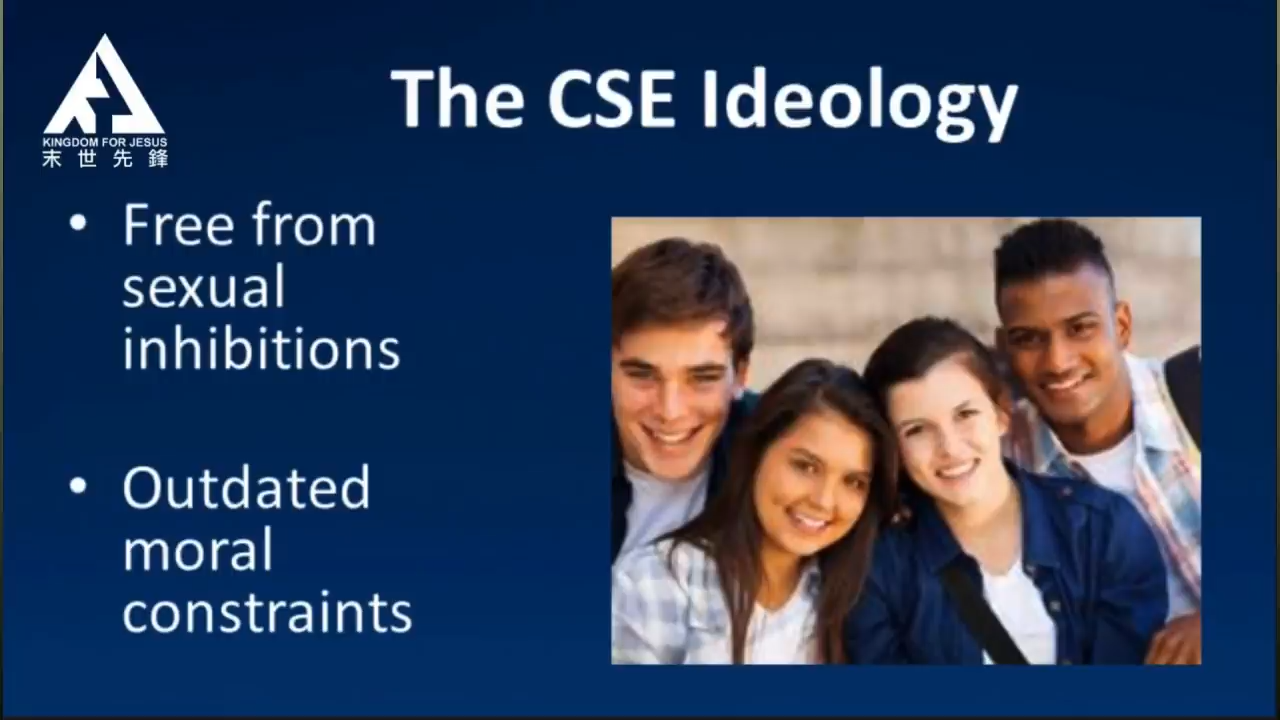 The CSE Ideology
KINGDOM FOR JESUS
末世先鋒
• Free from
sexual
inhibitions
• Outdated
moral
constraints